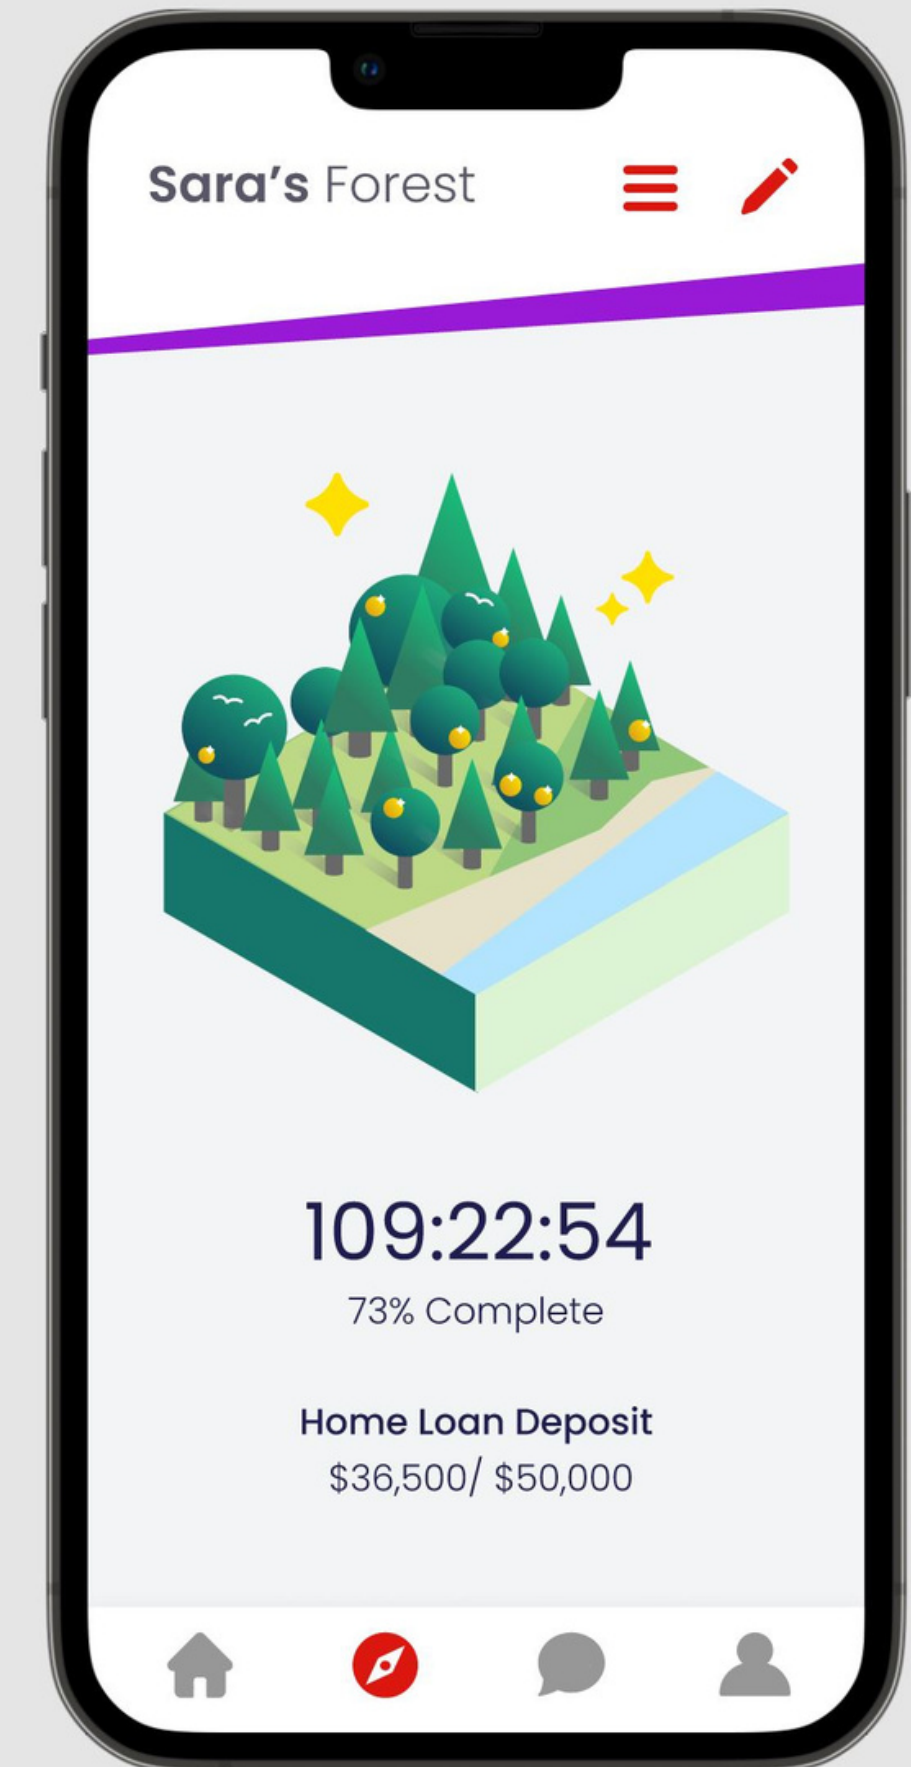 Sara’s Forest
109:22:54
73% Complete
Home Loan Deposit
$36,500/ $50,000